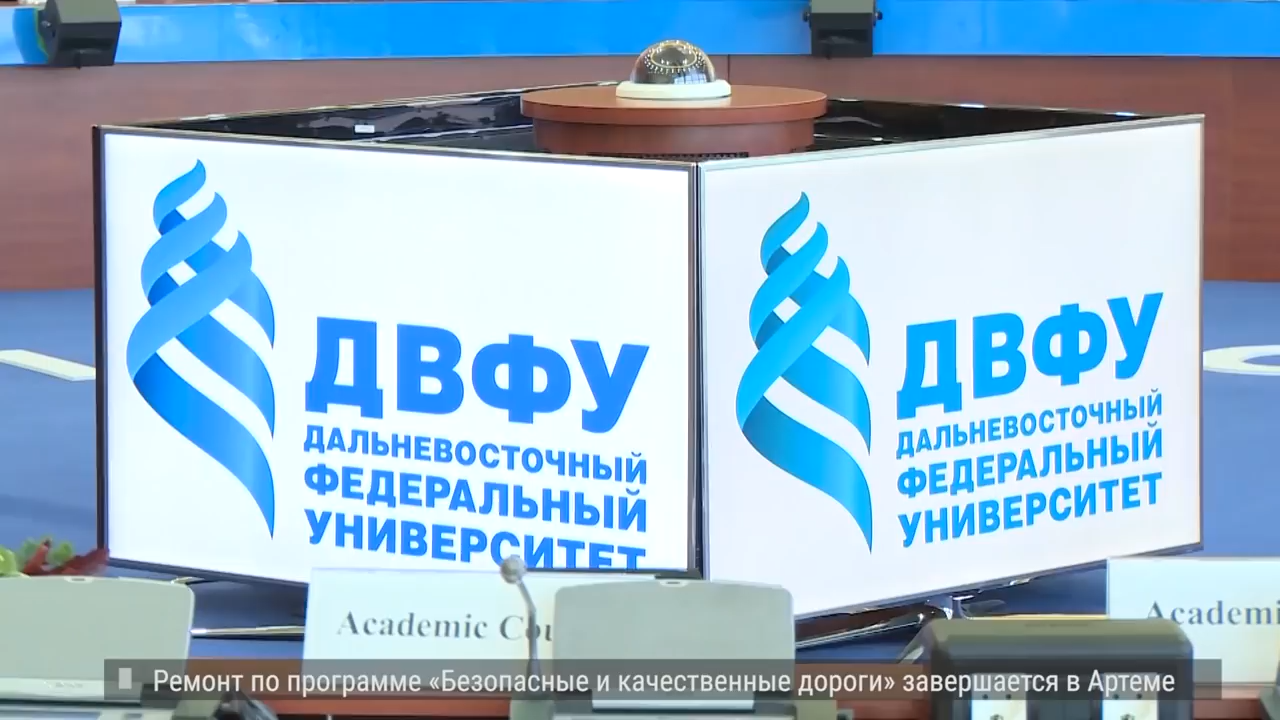 ДВФУ
ДАЛЬНЕВОСТОЧНЫЙ
ФЕДЕРАЛЬНЫЙ
УНИВЕРСИТЕТ
ДВФУ
ДАЛЬНЕВОСТОЧНЫЙ
ФЕДЕРАЛЬНЫЙ
УНИВЕРСИТЕТ
Academic
Ремонт по программе «Безопасные и качественные дороги» завершается в Артеме